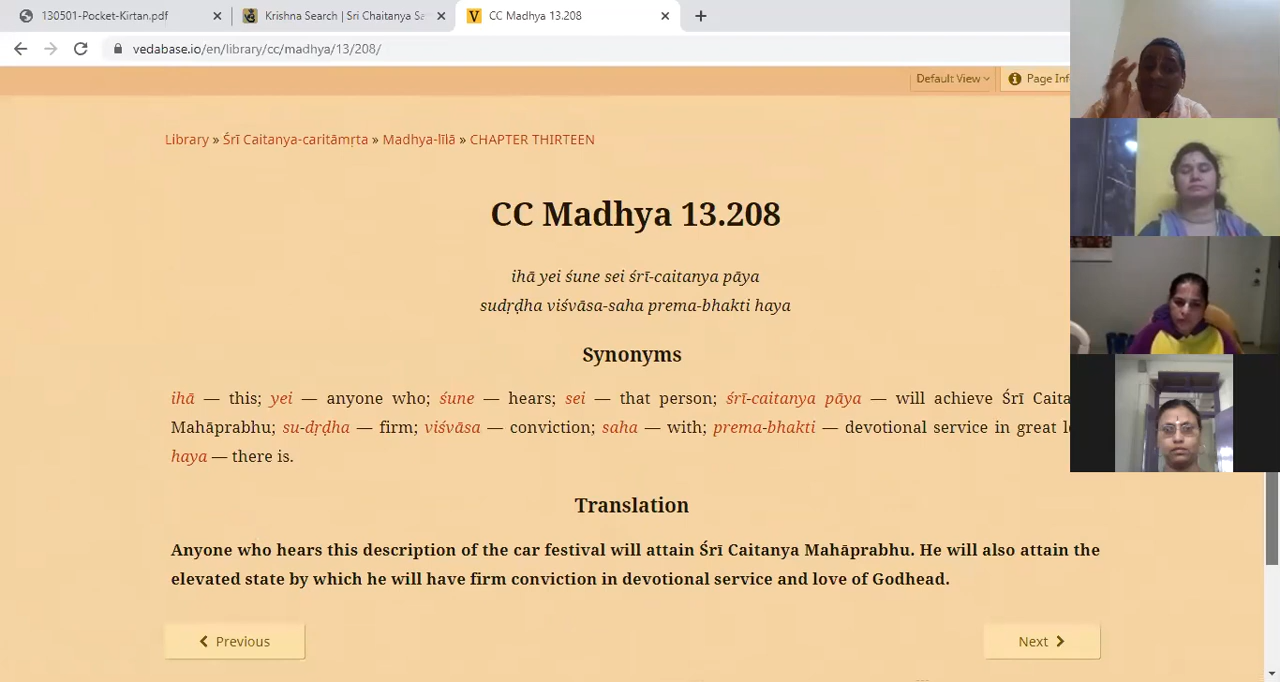 130501-Pocket-Kirtan.pdf
Krishna Search | Sri Chaitanya Sa
CC Madhya 13.208
vedabase.io/en/library/cc/madhya/13/208/
Default View
Page Inf
Library » Śrī Caitanya-caritāmṛta » Madhya-līlā » CHAPTER THIRTEEN
CC Madhya 13.208
ihā yei śune sei śrī-caitanya pāya
sudṛḍha viśvāsa-saha prema-bhakti haya
Synonyms
ihā — this; yei — anyone who; śune — hears; sei — that person; śrī-caitanya pāya — will achieve Śrī Caita
Mahāprabhu; su-dṛḍha — firm; viśvāsa — conviction; saha — with; prema-bhakti — devotional service in great l
haya — there is.
Translation
Anyone who hears this description of the car festival will attain Śrī Caitanya Mahāprabhu. He will also attain the
elevated state by which he will have firm conviction in devotional service and love of Godhead.
Previous
Next